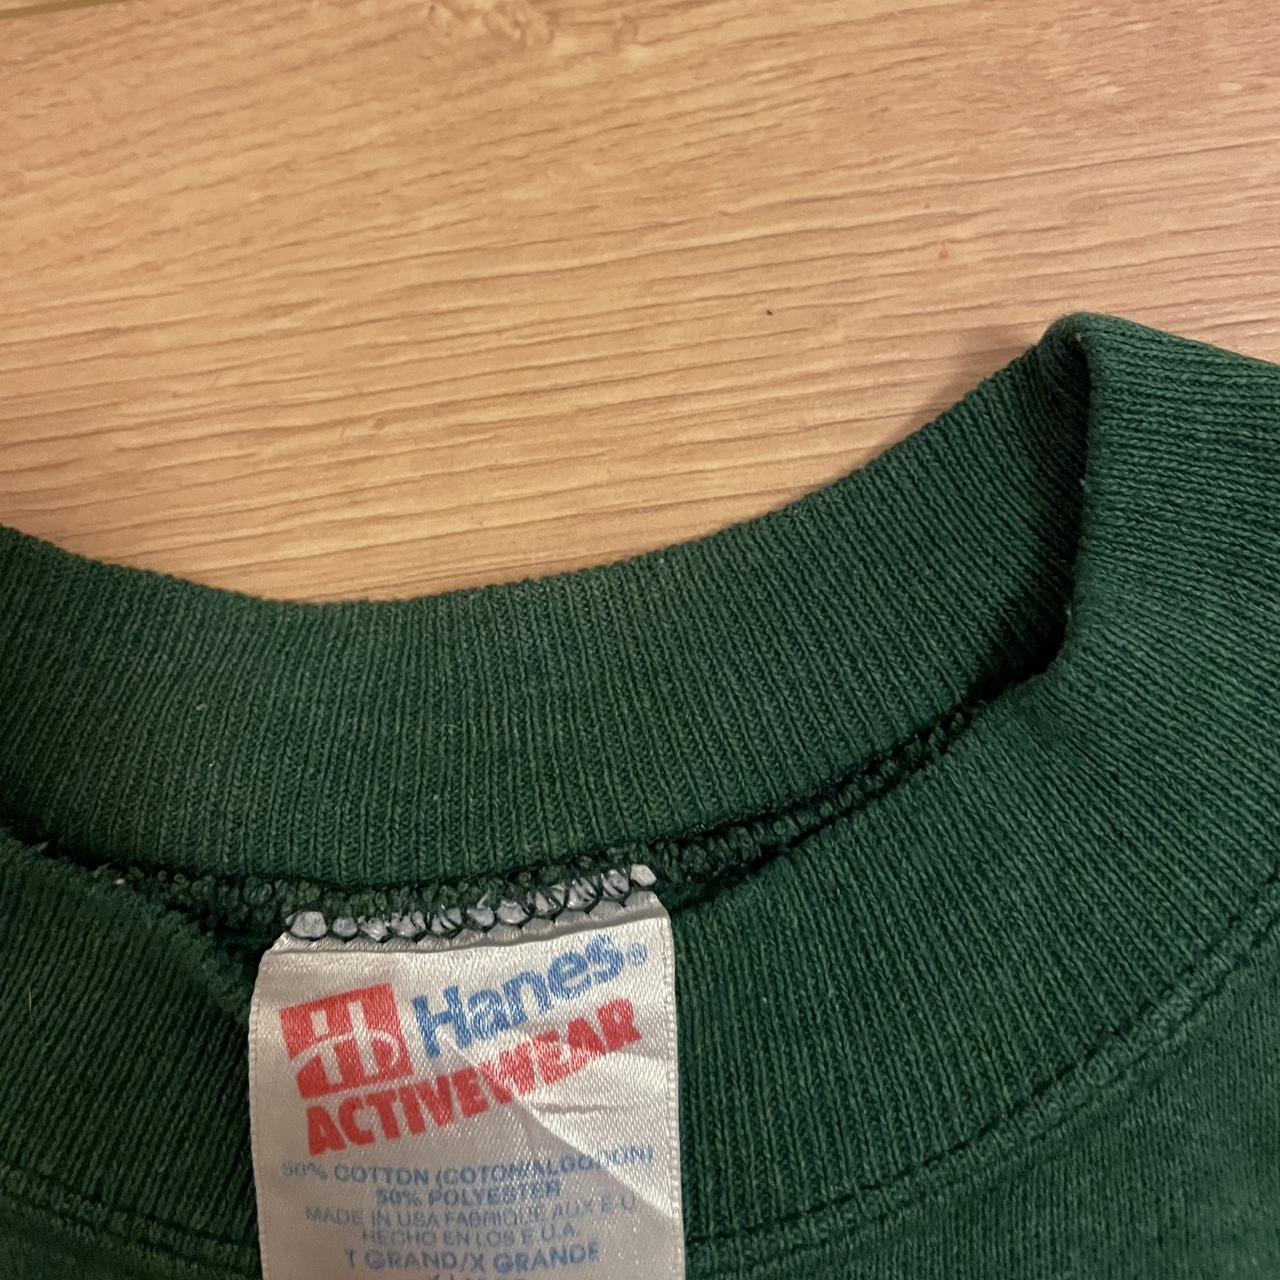 Hanes®
ACTIVEWEAR
50% COTTON (COTON/ALGODON)
50% POLYESTER
MADE IN USA FABRIQUE AUX E-U
HECHO EN LOS E.U.A.
T GRAND/X GRANDE